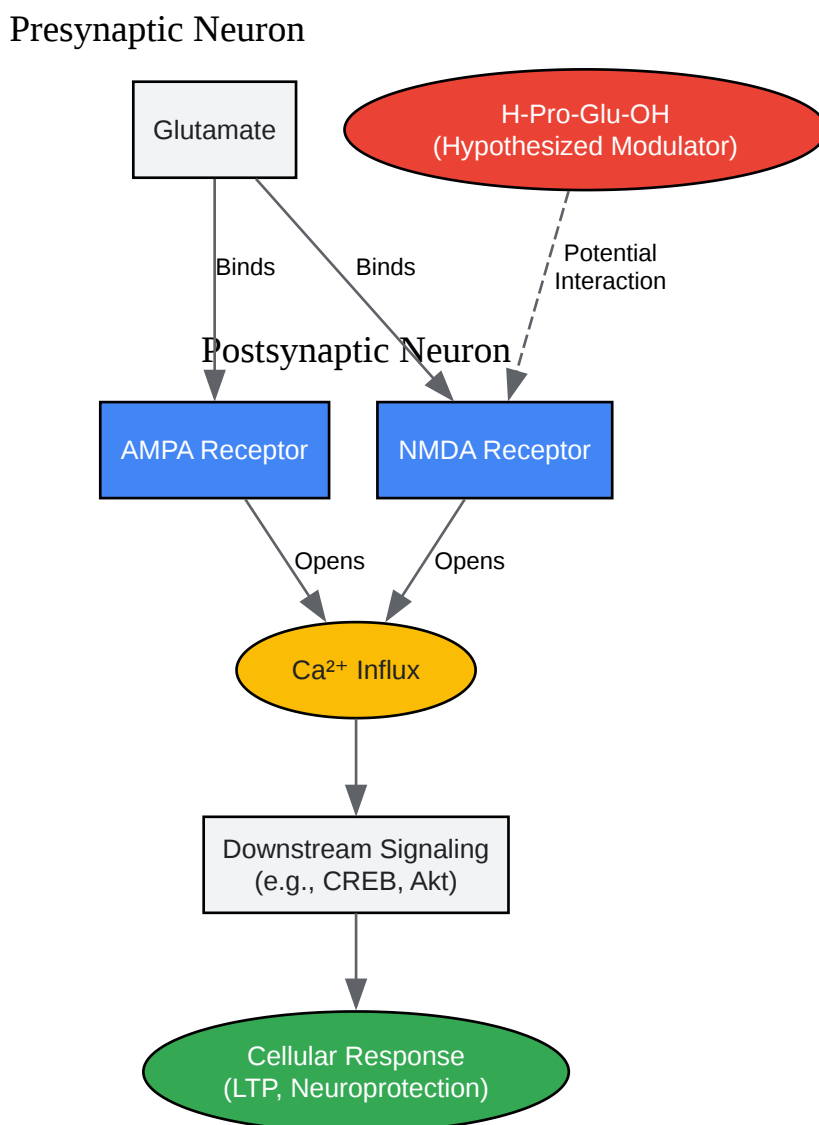 Presynaptic Neuron
Glutamate
H-Pro-Glu-OH
(Hypothesized Modulator)
Binds
Binds
Potential
Interaction
Postsynaptic Neuron
AMPA Receptor
NMDA Receptor
Opens
Opens
Ca²⁺ Influx
Downstream Signaling
(e.g., CREB, Akt)
Cellular Response
(LTP, Neuroprotection)